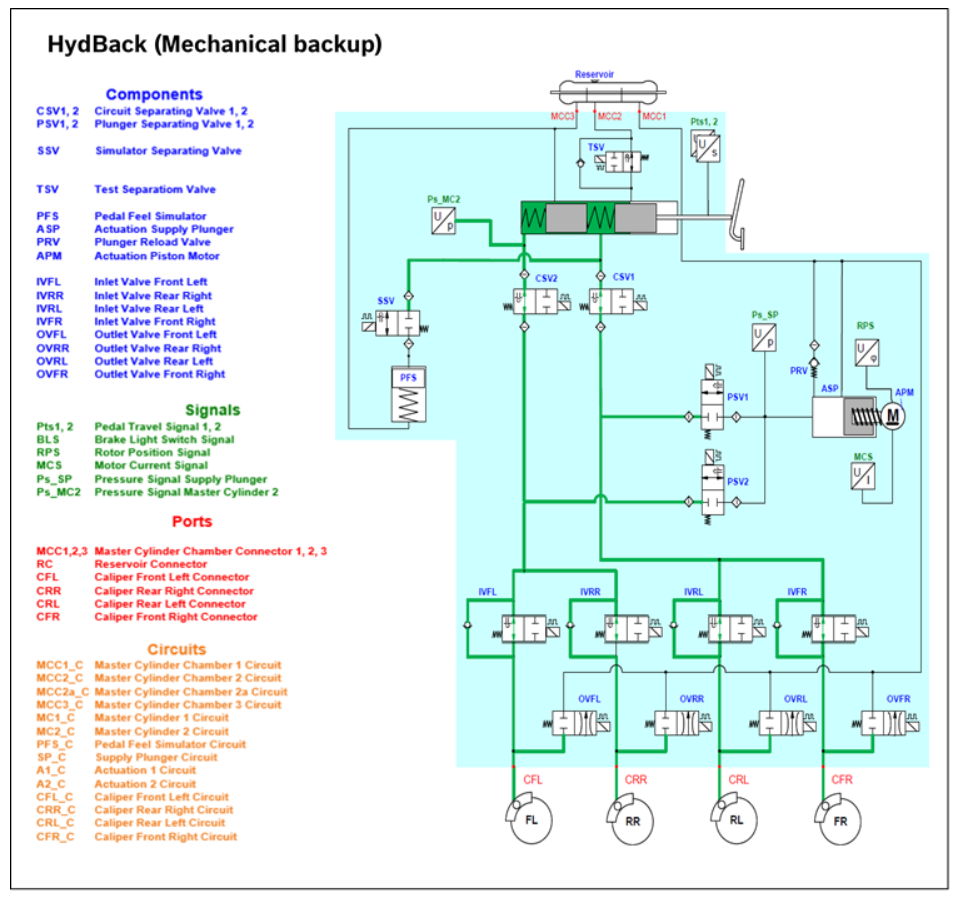 HydBack (Mechanical backup)
Components
CSV1, 2 Circuit Separating Valve 1, 2
PSV1, 2 Plunger Separating Valve 1, 2
SSV Simulator Separating Valve
TSV Test Separatiom Valve
PFS Pedal Feel Simulator
ASP Actuation Supply Plunger
PRV Plunger Reload Valve
APM Actuation Piston Motor
IVFL Inlet Valve Front Left
IVRR Inlet Valve Rear Right
IVRL Inlet Valve Rear Left
IVFR Inlet Valve Front Right
OVFL Outlet Valve Front Left
OVRR Outlet Valve Rear Right
OVRL Outlet Valve Rear Left
OVFR Outlet Valve Front Right
Signals
Pts1, 2 Pedal Travel Signal 1, 2
BLS Brake Light Switch Signal
RPS Rotor Position Signal
MCS Motor Current Signal
Ps_SP Pressure Signal Supply Plunger
Ps_MC2 Pressure Signal Master Cylinder 2
Ports
MCC1,2,3 Master Cylinder Chamber Connector 1, 2, 3
RC Reservoir Connector
CFL Caliper Front Left Connector
CRR Caliper Rear Right Connector
CRL Caliper Rear Left Connector
CFR Caliper Front Right Connector
Circuits
MCC1_C Master Cylinder Chamber 1 Circuit
MCC2_C Master Cylinder Chamber 2 Circuit
MCC2a_C Master Cylinder Chamber 2a Circuit
MCC3_C Master Cylinder Chamber 3 Circuit
MC1_C Master Cylinder 1 Circuit
MC2_C Master Cylinder 2 Circuit
PFS_C Pedal Feel Simulator Circuit
SP_C Supply Plunger Circuit
A1_C Actuation 1 Circuit
A2_C Actuation 2 Circuit
CFL_C Caliper Front Left Circuit
CRR_C Caliper Rear Right Circuit
CRL_C Caliper Rear Left Circuit
CFR_C Caliper Front Right Circuit
Reservoir
MCC3 MCC2 MCC1
Pts1, 2
U
s
TSV
Ps_MC2
U
p
CSV2 CSV1
SSV
PFS
Ps_SP
U
p
RPS
U
φ
PRV
ASP
APM
M
PSV1
MCS
U
I
PSV2
IVFL IVRR IVRL IVFR
OVFL OVRR OVRL OVFR
CFL CRR CRL CFR
FL RR RL FR